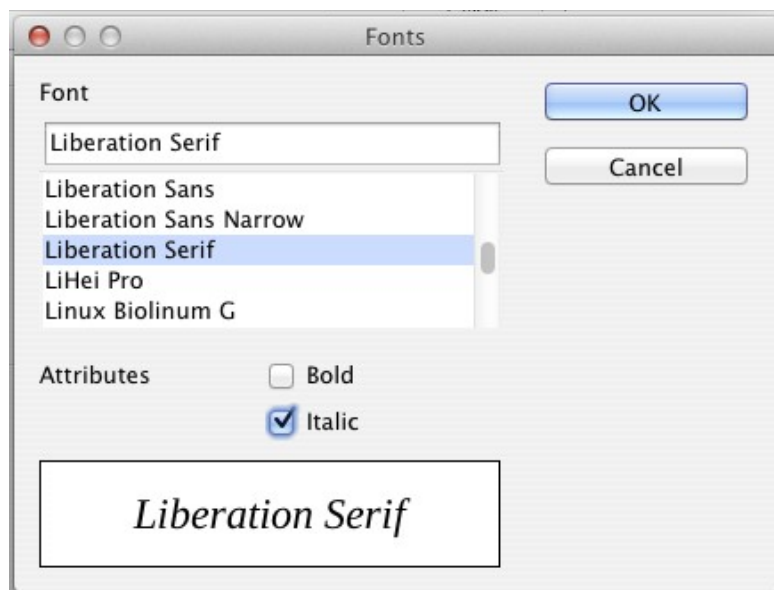 Fonts
Font
OK
Liberation Serif
Cancel
Liberation Sans
Liberation Sans Narrow
Liberation Serif
LiHei Pro
Linux Biolinum G
Attributes
Bold
Italic
Liberation Serif